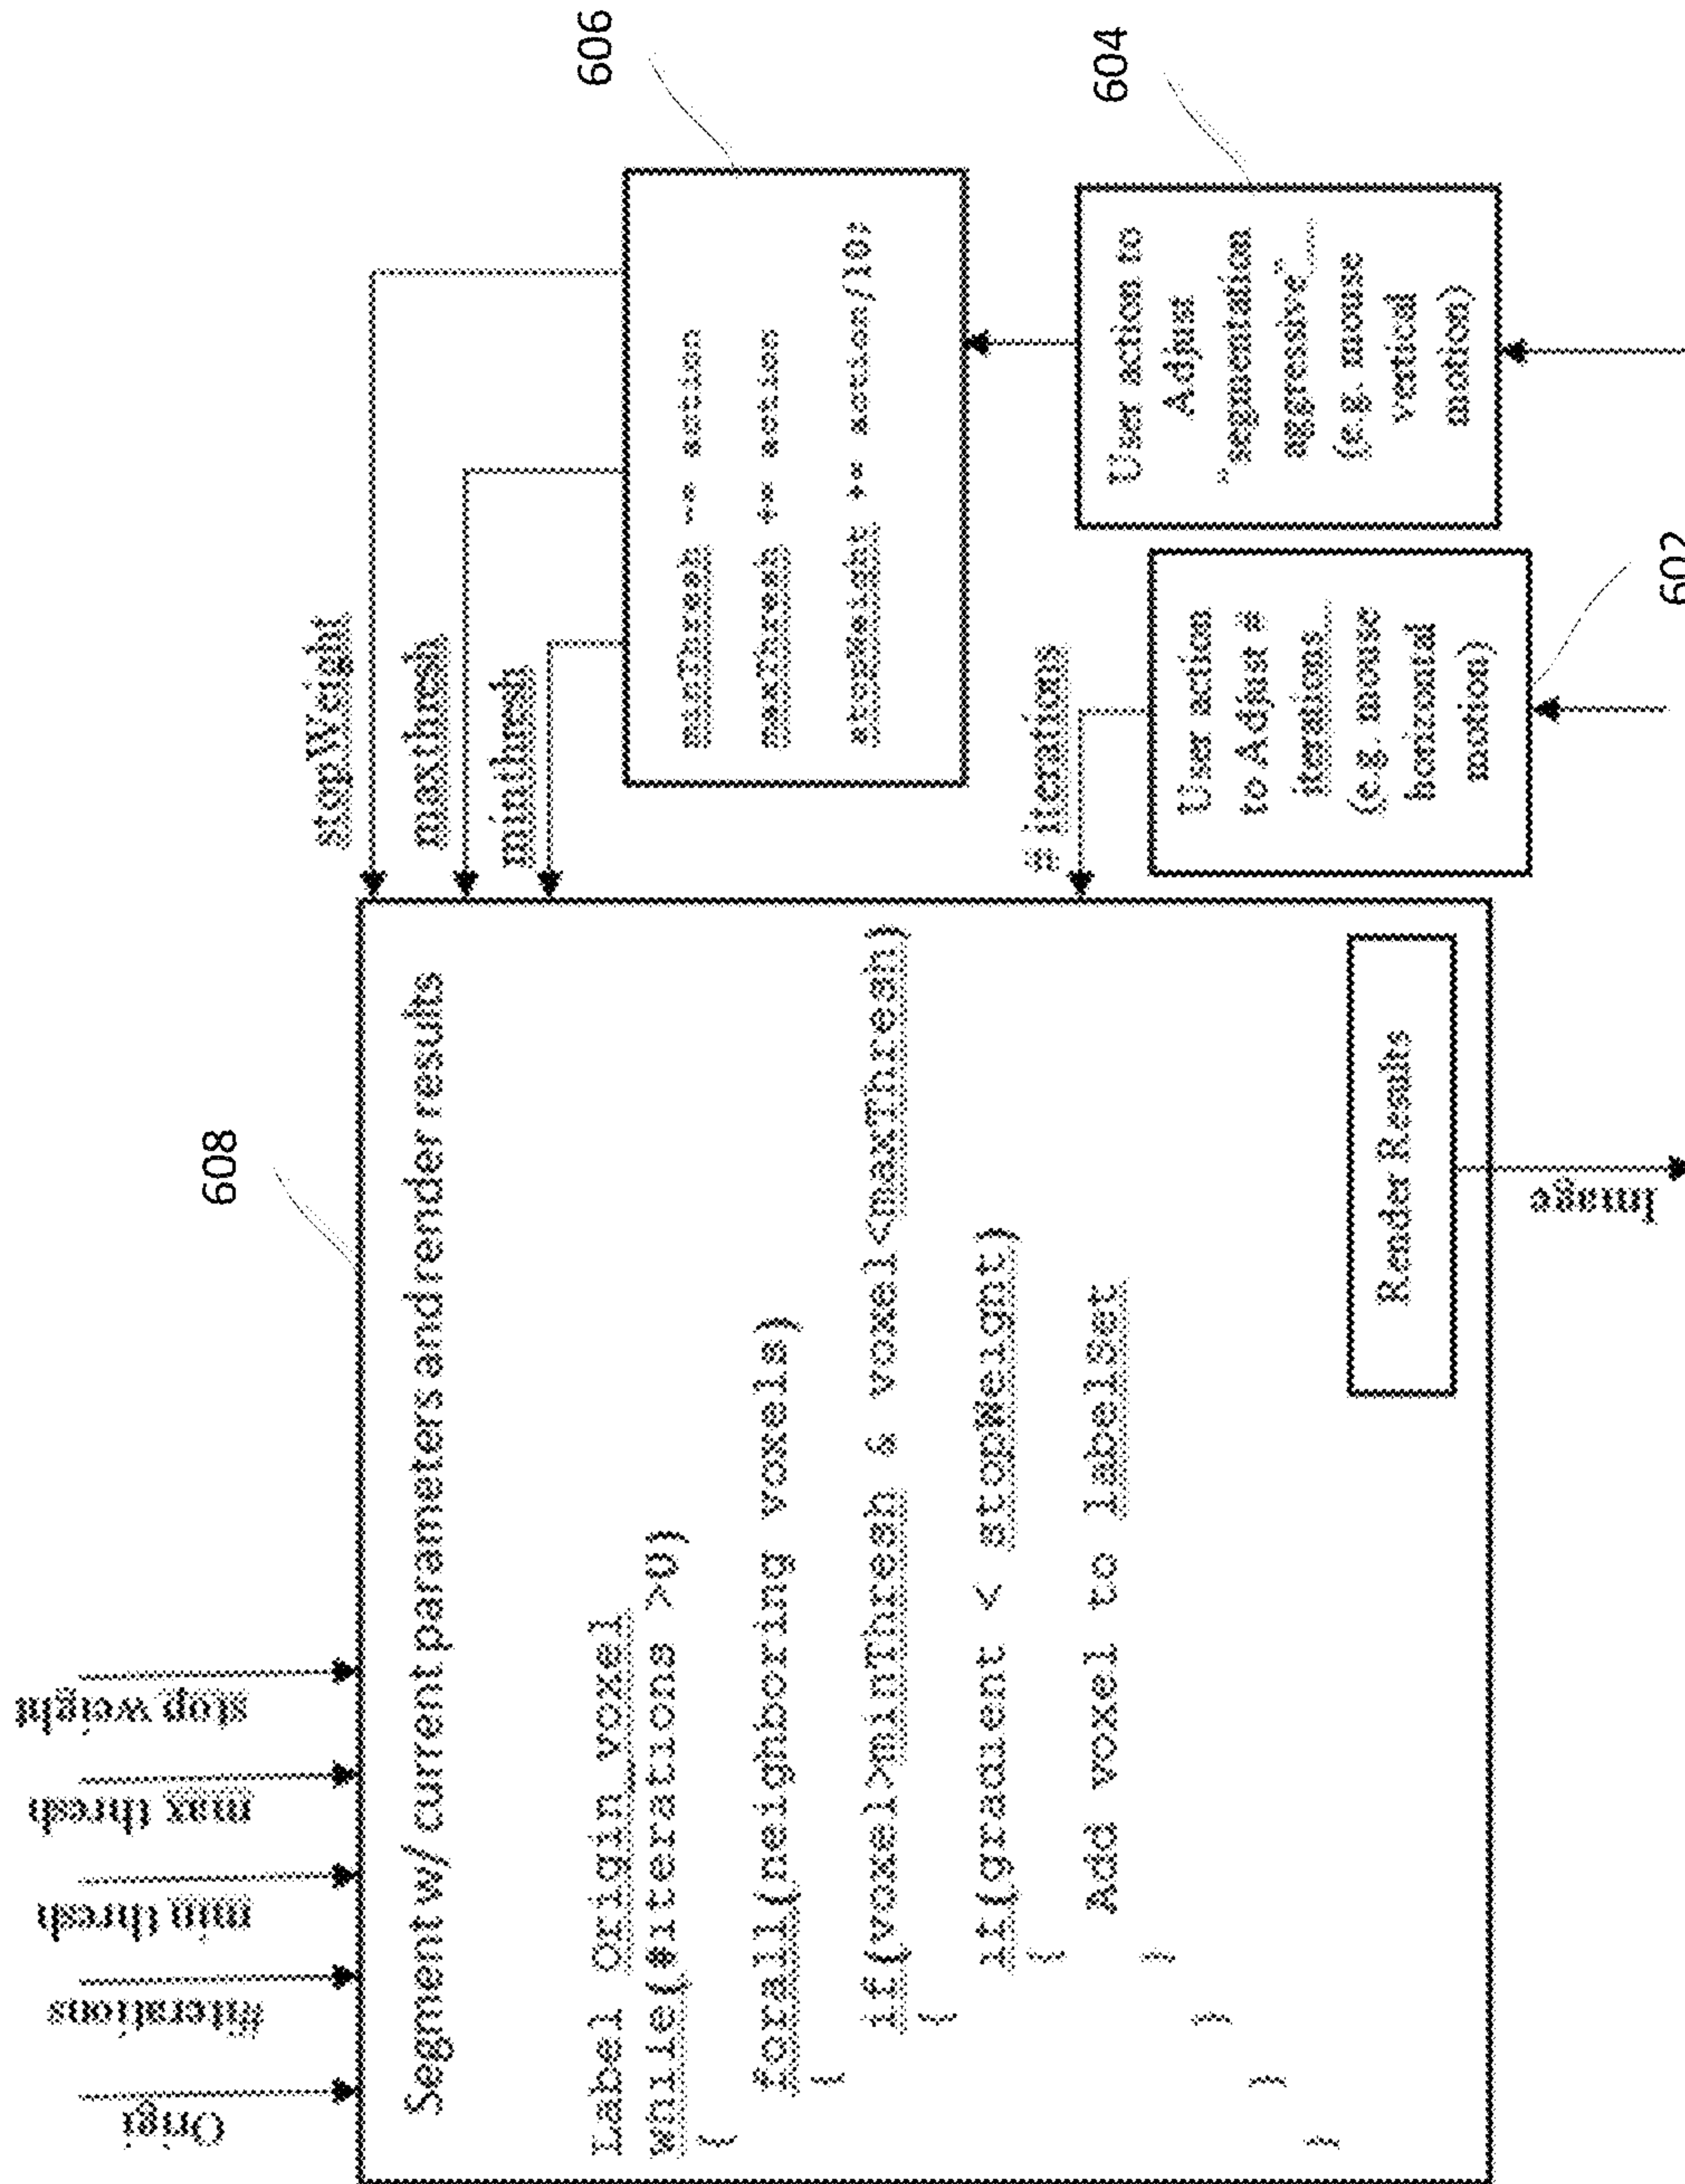 Origi
#iterations
min thresh
max thresh
stop weight
608
Segment w/ current parameters and render results
Label Origin_voxel
while(#iterations >0)
{
forall(neighboring voxels)
{
if(voxel>minThresh & voxel<maxThresh)
{
if(gradient < stopWeight)
{
Add voxel to labelSet
}
}
}
}
Render Results
Image
stopWeight
maxthresh
minthresh
# iterations
606
minThresh -= action
maxThresh += action
stopWeight += action/10;
User action
to Adjust #
iterations
(e.g. mouse
horizontal
motion)
602
User action to
Adjust
"segmentation
aggressive"
(e.g. mouse
vertical
motion)
604